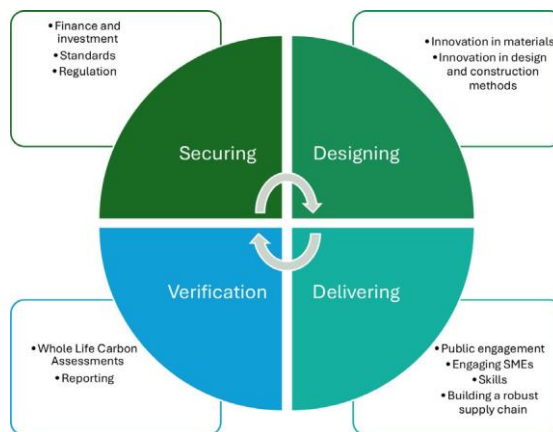 • Finance and
investment
• Standards
• Regulation
• Innovation in materials
• Innovation in design
and construction
methods
Securing
Designing
Verification
Delivering
• Whole Life Carbon
Assessments
• Reporting
• Public engagement
• Engaging SMEs
• Skills
• Building a robust
supply chain